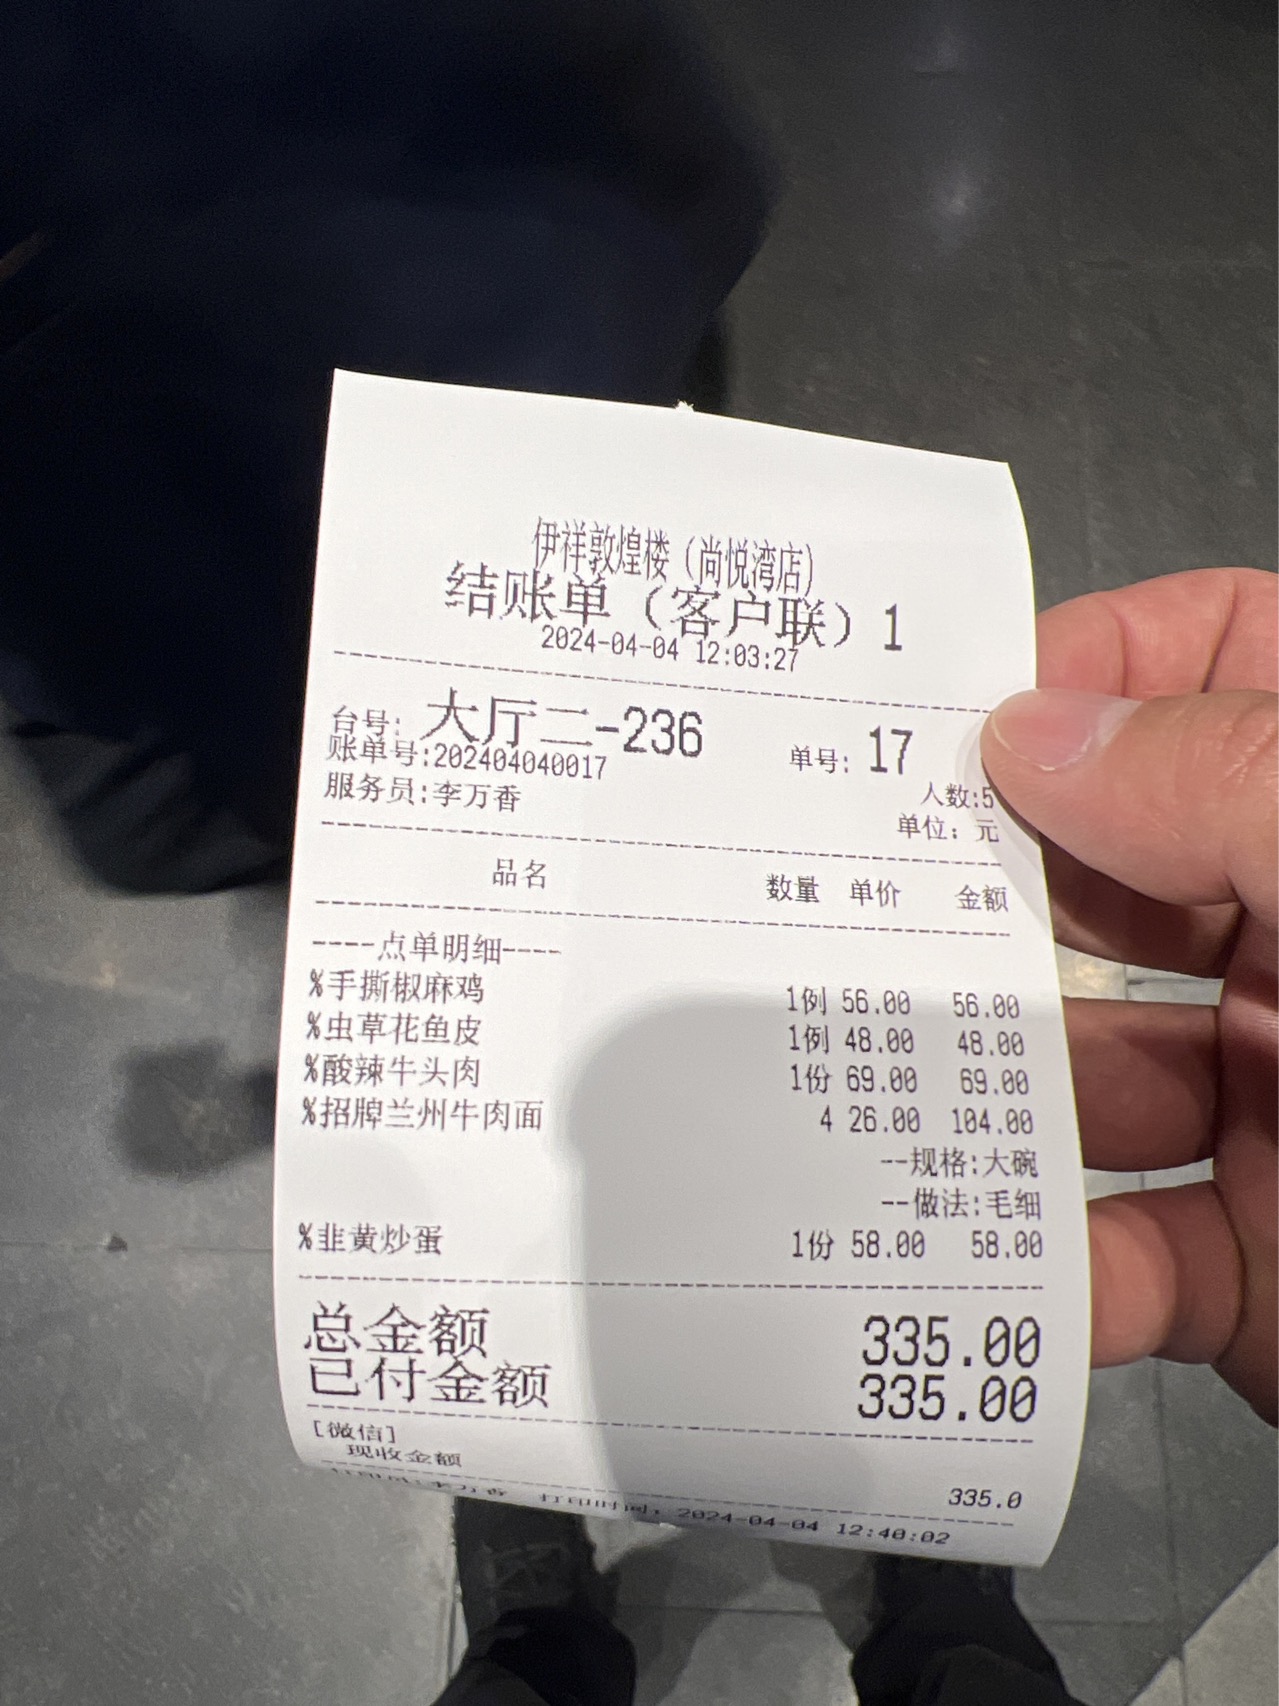 伊祥敦煌楼（尚悦湾店）
结账单（客户联）1
2024-04-04 12:03:27
台号: 大厅二-236 单号: 17
账单号:202404040017
服务员:李万香 人数:5
单位: 元
品名 数量 单价 金额
----点单明细----
%手撕椒麻鸡 1例 56.00 56.00
%虫草花鱼皮 1例 48.00 48.00
%酸辣牛头肉 1份 69.00 69.00
%招牌兰州牛肉面 4 26.00 104.00
--规格:大碗
--做法:毛细
%韭黄炒蛋 1份 58.00 58.00
总金额 335.00
已付金额 335.00
[微信]
现收金额 335.0
打印员:李万香 打印时间: 2024-04-04 12:40:02